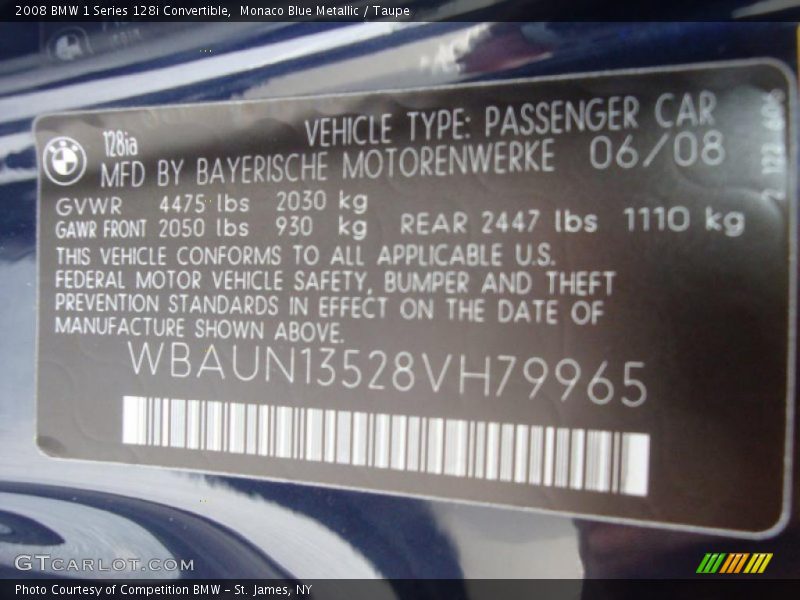 2008 BMW 1 Series 128i Convertible,  Monaco Blue Metallic / Taupe
128ia
VEHICLE TYPE: PASSENGER CAR
MFD BY BAYERISCHE MOTORENWERKE 06/08
GVWR 4475 lbs 2030 kg
GAWR FRONT 2050 lbs 930 kg REAR 2447 lbs 1110 kg
THIS VEHICLE CONFORMS TO ALL APPLICABLE U.S.
FEDERAL MOTOR VEHICLE SAFETY, BUMPER AND THEFT
PREVENTION STANDARDS IN EFFECT ON THE DATE OF
MANUFACTURE SHOWN ABOVE.
WBAUN13528VH79965
GTCARLOT.COM
Photo Courtesy of Competition BMW – St. James, NY